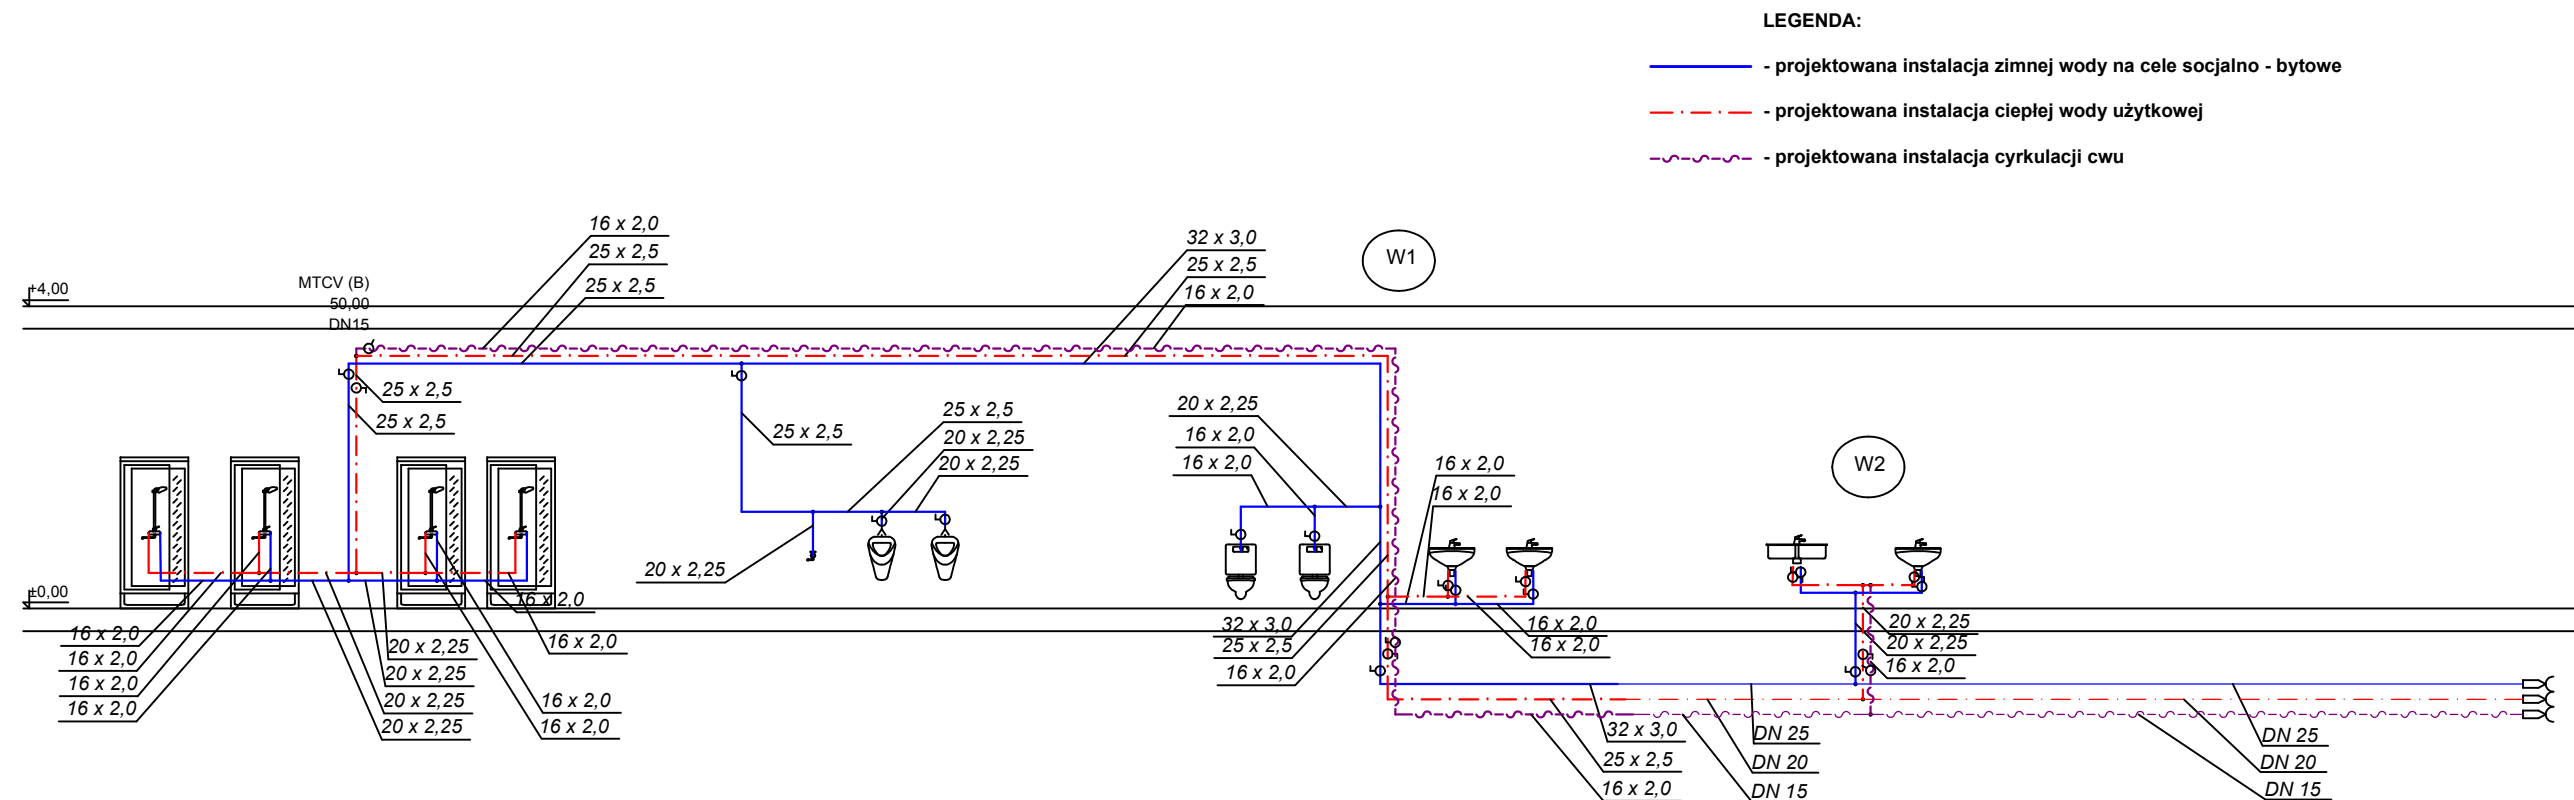 LEGENDA:
- projektowana instalacja zimnej wody na cele socjalno - bytowe
- projektowana instalacja ciepłej wody użytkowej
- projektowana instalacja cyrkulacji cwu
16 x 2,0
25 x 2,5
25 x 2,5
32 x 3,0
25 x 2,5
16 x 2,0
W1
+4,00
MTCV (B)
50,00
DN15
25 x 2,5
25 x 2,5
25 x 2,5
25 x 2,5
20 x 2,25
20 x 2,25
20 x 2,25
16 x 2,0
16 x 2,0
16 x 2,0
16 x 2,0
W2
20 x 2,25
±0,00
16 x 2,0
16 x 2,0
16 x 2,0
16 x 2,0
16 x 2,0
20 x 2,25
20 x 2,25
20 x 2,25
20 x 2,25
16 x 2,0
16 x 2,0
16 x 2,0
32 x 3,0
25 x 2,5
16 x 2,0
16 x 2,0
16 x 2,0
20 x 2,25
20 x 2,25
16 x 2,0
32 x 3,0
25 x 2,5
16 x 2,0
DN 25
DN 20
DN 15
DN 25
DN 20
DN 15